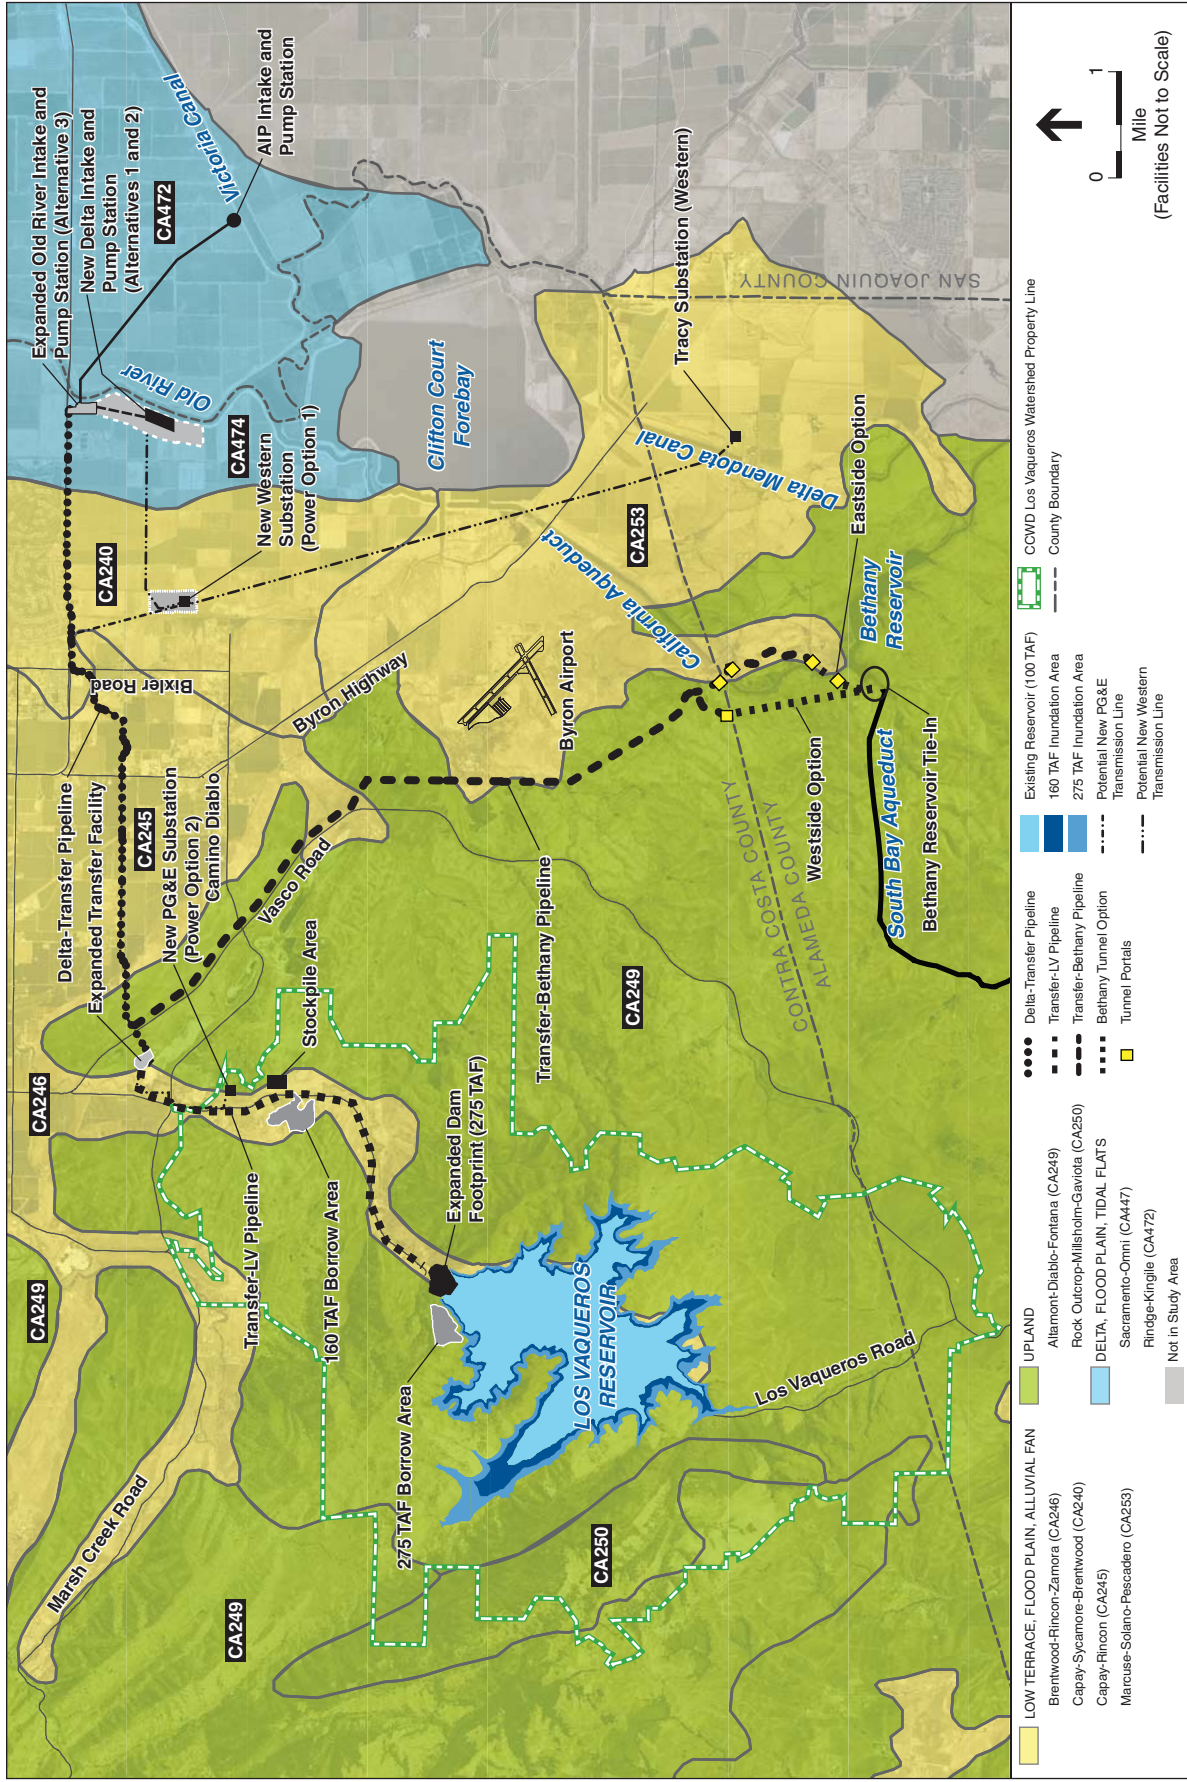 Marsh Creek Road
CA249
CA249
CA246
CA250
275 TAF Borrow Area
160 TAF Borrow Area
Transfer-LV Pipeline
Expanded Dam
Footprint (275 TAF)
LOS VAQUEROS
RESERVOIR
Los Vaqueros Road
Delta-Transfer Pipeline
Expanded Transfer Facility
CA245
New PG&E Substation
(Power Option 2)
Camino Diablo
Stockpile Area
Vasco Road
Bixler Road
Byron Highway
Transfer-Bethany Pipeline
CA249
Byron Airport
CONTRA COSTA COUNTY
ALAMEDA COUNTY
Westside Option
South Bay Aqueduct
Bethany Reservoir Tie-In
Bethany
Reservoir
Eastside Option
California Aqueduct
CA253
Delta Mendota Canal
Tracy Substation (Western)
SAN JOAQUIN COUNTY
CA240
New Western
Substation
(Power Option 1)
CA474
Clifton Court
Forebay
Old River
Expanded Old River Intake and
Pump Station (Alternative 3)
New Delta Intake and
Pump Station
(Alternatives 1 and 2)
CA472
Victoria Canal
AIP Intake and
Pump Station
LOW TERRACE, FLOOD PLAIN, ALLUVIAL FAN
Brentwood-Rincon-Zamora (CA246)
Capay-Sycamore-Brentwood (CA240)
Capay-Rincon (CA245)
Marcuse-Solano-Pescadero (CA253)
UPLAND
Altamont-Diablo-Fontana (CA249)
Rock Outcrop-Millsholm-Gaviota (CA250)
DELTA, FLOOD PLAIN, TIDAL FLATS
Sacramento-Omni (CA447)
Rindge-Kingile (CA472)
Not in Study Area
Delta-Transfer Pipeline
Transfer-LV Pipeline
Transfer-Bethany Pipeline
Bethany Tunnel Option
Tunnel Portals
Existing Reservoir (100 TAF)
160 TAF Inundation Area
275 TAF Inundation Area
Potential New PG&E
Transmission Line
Potential New Western
Transmission Line
CCWD Los Vaqueros Watershed Property Line
County Boundary
0 1
Mile
(Facilities Not to Scale)